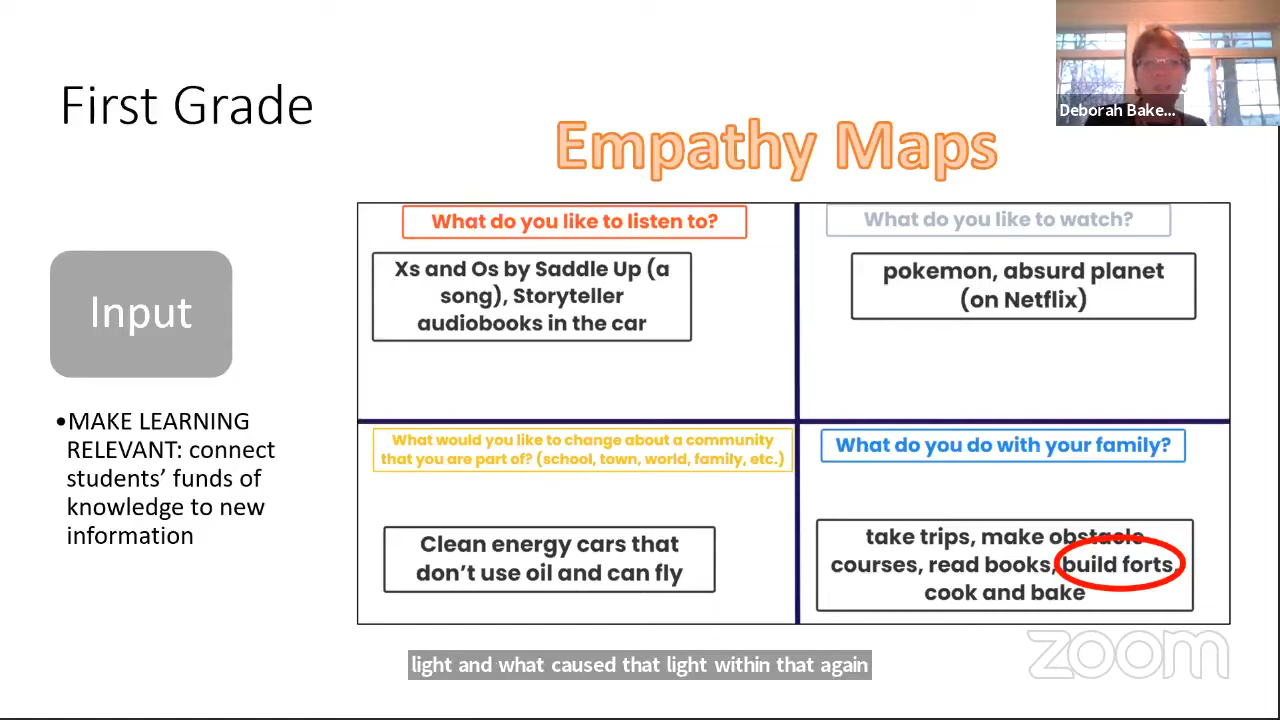 First Grade
Deborah Bake...
Empathy Maps
What do you like to listen to?
Xs and Os by Saddle Up (a
song), Storyteller
audiobooks in the car
What do you like to watch?
pokemon, absurd planet
(on Netflix)
Input
•MAKE LEARNING
RELEVANT: connect
students’ funds of
knowledge to new
information
What would you like to change about a community
that you are part of? (school, town, world, family, etc.)
Clean energy cars that
don’t use oil and can fly
What do you do with your family?
take trips, make obstacle
courses, read books, build forts,
cook and bake
light and what caused that light within that again
zoom